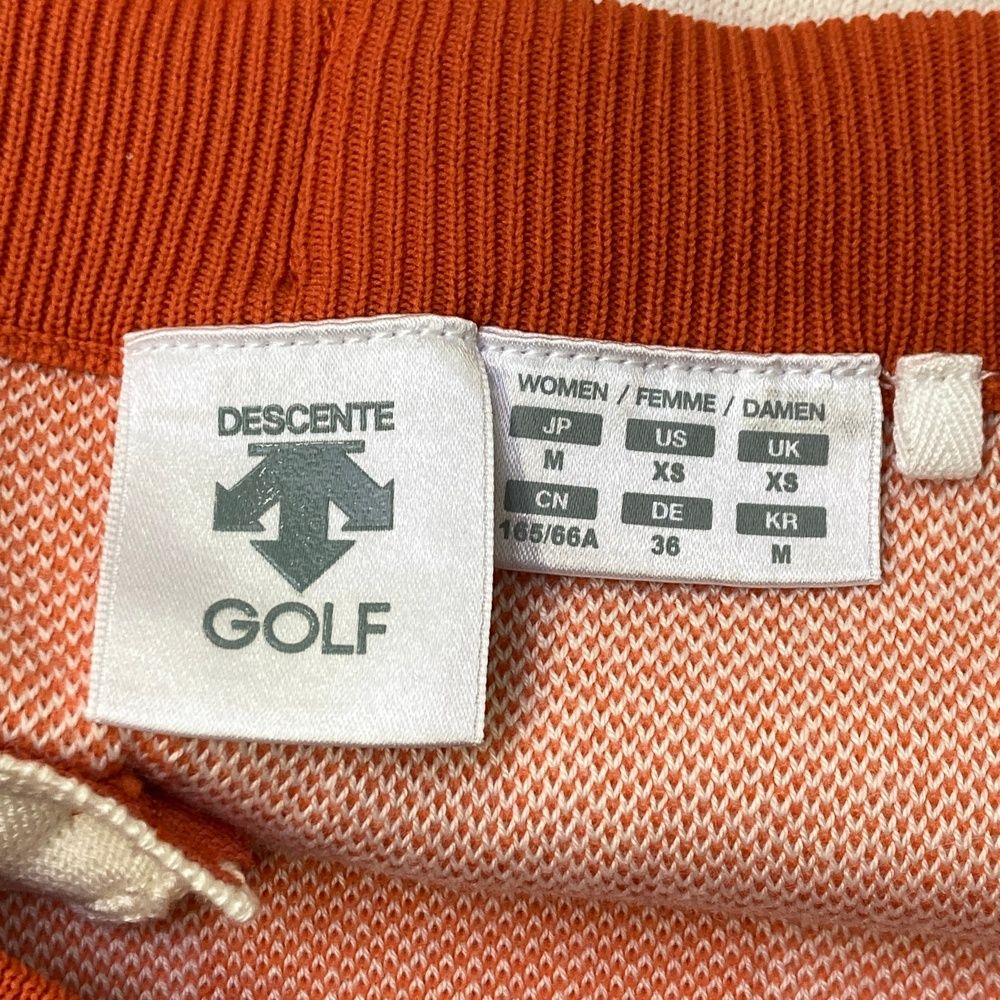 DESCENTE
GOLF
WOMEN / FEMME / DAMEN
JP US UK
M XS XS
CN DE KR
165/66A 36 M